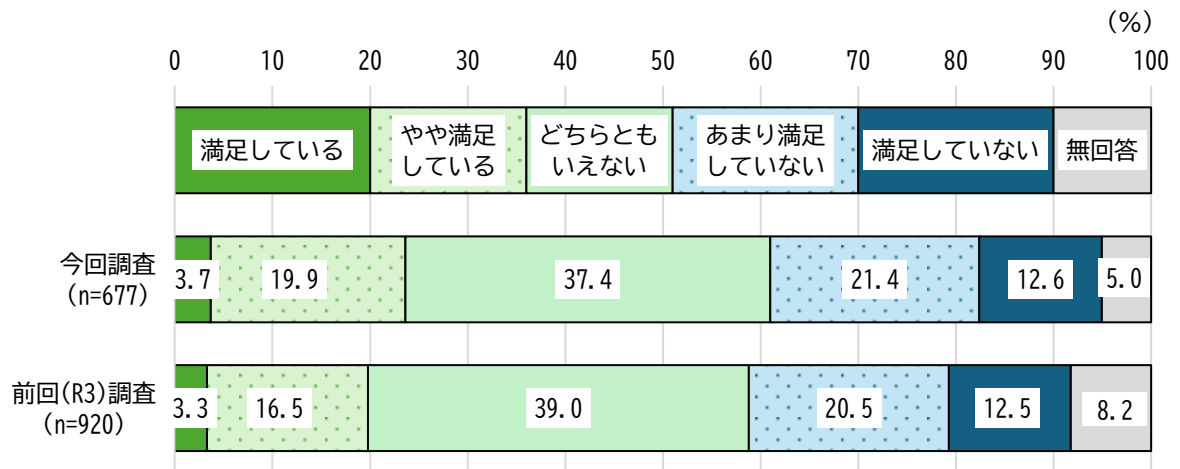 (%)
0 10 20 30 40 50 60 70 80 90 100
満足している
やや満足
している
どちらとも
いえない
あまり満足
していない
満足していない
無回答
今回調査
(n=677)
3.7 19.9 37.4 21.4 12.6 5.0
前回(R3)調査
(n=920)
3.3 16.5 39.0 20.5 12.5 8.2